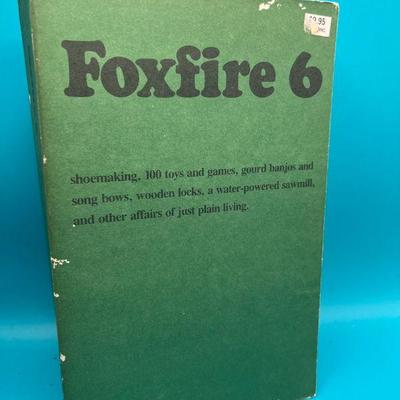 .95
Foxfire 6
shoemaking, 100 toys and games, gourd banjos and
song bows, wooden locks, a water-powered sawmill,
and other affairs of just plain living.